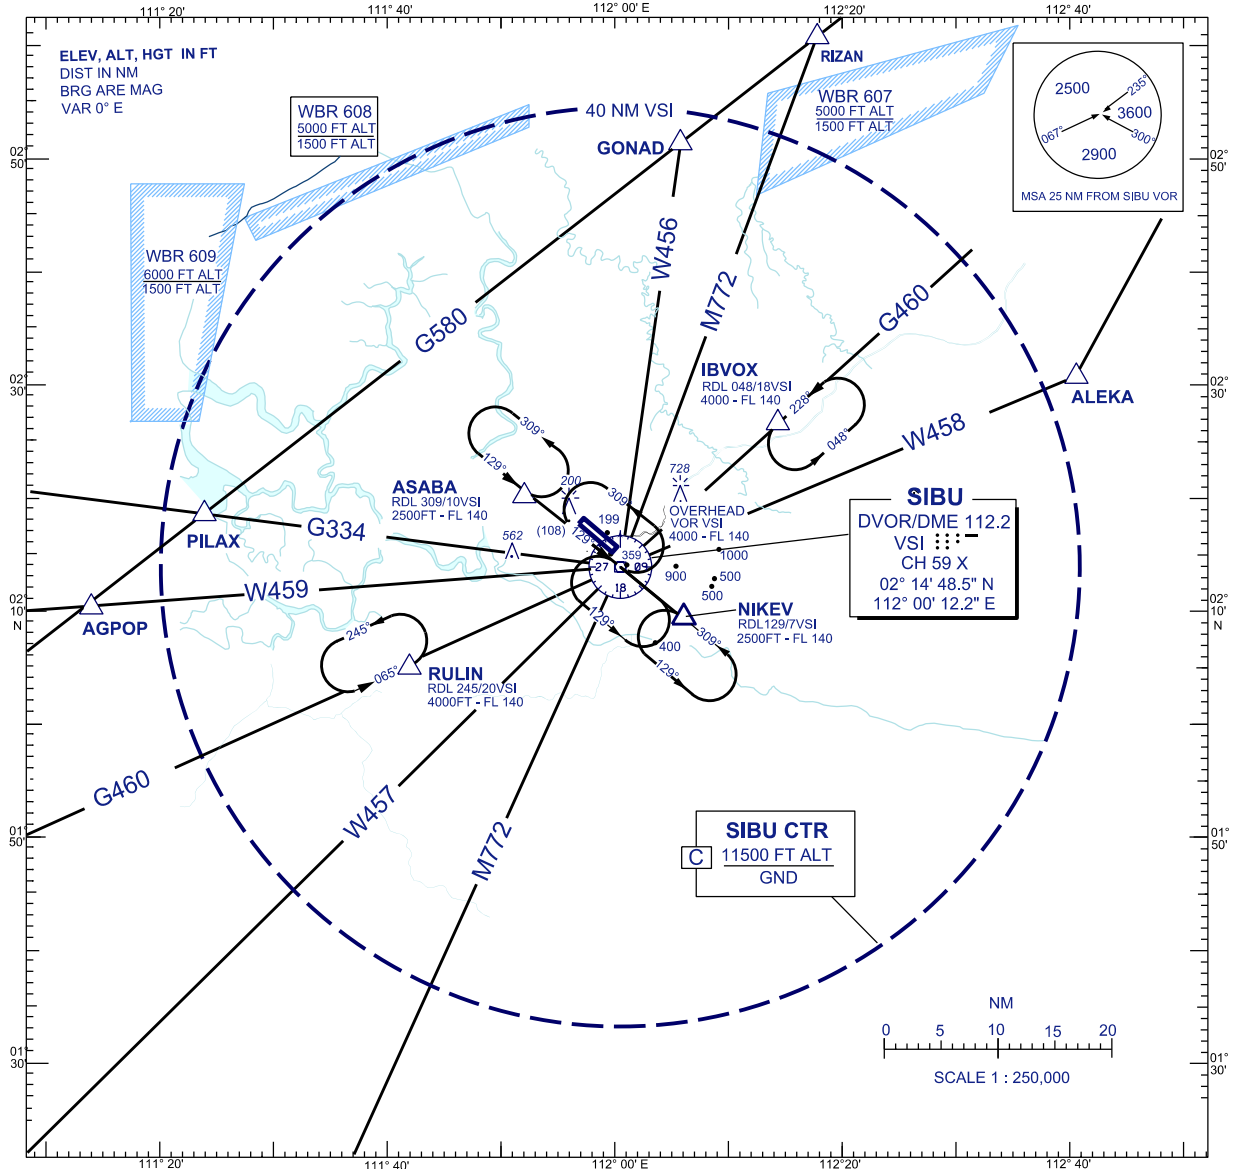 111° 20'
111° 40'
112° 00' E
112° 20'
112° 40'
ELEV, ALT, HGT IN FT
DIST IN NM
BRG ARE MAG
VAR 0° E
WBR 608
5000 FT ALT
1500 FT ALT
40 NM VSI
RIZAN
WBR 607
5000 FT ALT
1500 FT ALT
2500
235°
3600
067°
300°
2900
MSA 25 NM FROM SIBU VOR
02°
50'
02°
50'
GONAD
WBR 609
6000 FT ALT
1500 FT ALT
W456
M772
G580
G460
02°
30'
02°
30'
IBVOX
RDL 048/18VSI
4000 - FL 140
228°
048°
ALEKA
W458
309°
129°
ASABA
RDL 309/10VSI
2500FT - FL 140
200
309°
728
OVERHEAD
VOR VSI
4000 - FL 140
SIBU
DVOR/DME 112.2
VSI
CH 59 X
02° 14' 48.5" N
112° 00' 12.2" E
PILAX
G334
562
(108)
199
129°
359
27
09
18
1000
900
500
500
W459
02°
10'
N
02°
10'
N
AGPOP
129°
NIKEV
RDL129/7VSI
2500FT - FL 140
309°
400
129°
245°
065°
RULIN
RDL 245/20VSI
4000FT - FL 140
G460
W457
M772
01°
50'
01°
50'
SIBU CTR
C
11500 FT ALT
GND
NM
0 5 10 15 20
SCALE 1 : 250,000
01°
30'
01°
30'
111° 20'
111° 40'
112° 00' E
112° 20'
112° 40'